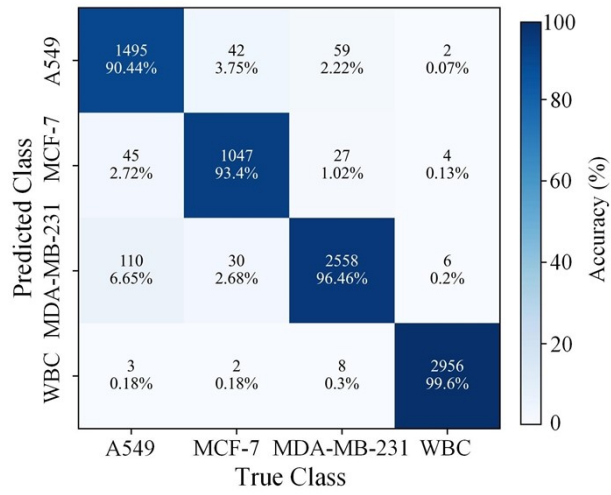 Predicted Class
A549
MCF-7
MDA-MB-231
WBC
1495 42 59 2
90.44% 3.75% 2.22% 0.07%
45 1047 27 4
2.72% 93.4% 1.02% 0.13%
110 30 2558 6
6.65% 2.68% 96.46% 0.2%
3 2 8 2956
0.18% 0.18% 0.3% 99.6%
A549 MCF-7 MDA-MB-231 WBC
True Class
100
80
60
40
20
0
Accuracy (%)